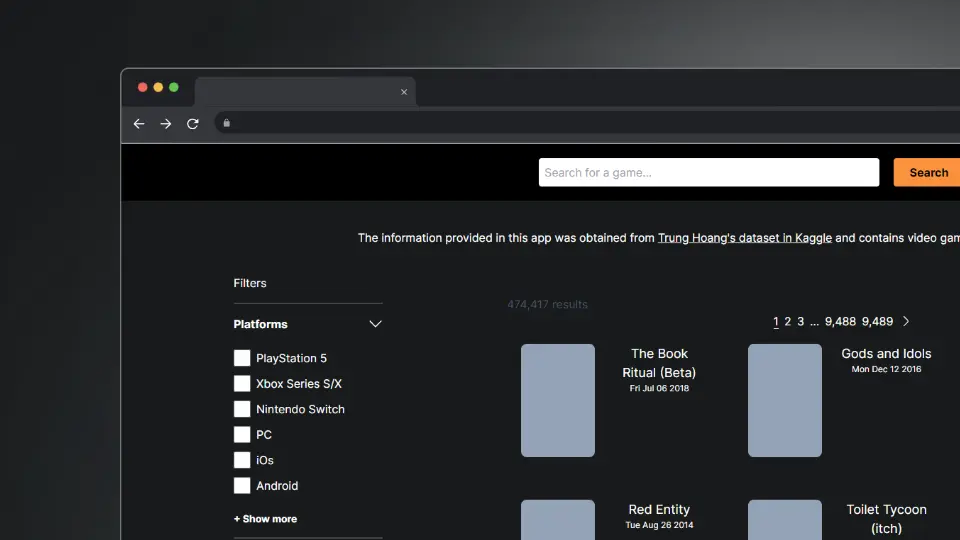 Search for a game...
Search
The information provided in this app was obtained from Trung Hoang's dataset in Kaggle and contains video
Filters
474,417 results
Platforms
1 2 3 ... 9,488 9,489
PlayStation 5
Xbox Series S/X
Nintendo Switch
PC
iOs
Android
+ Show more
The Book
Ritual (Beta)
Fri Jul 06 2018
Gods and Idols
Mon Dec 12 2016
Red Entity
Tue Aug 26 2014
Toilet Tycoon
(itch)